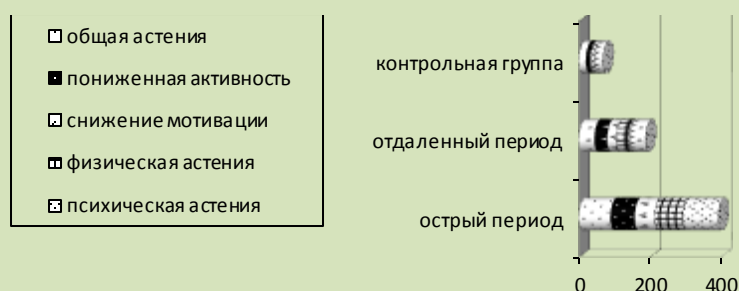 общая астения
пониженная активность
снижение мотивации
физическая астения
психическая астения
контрольная группа
отдаленный период
острый период
0 200 400